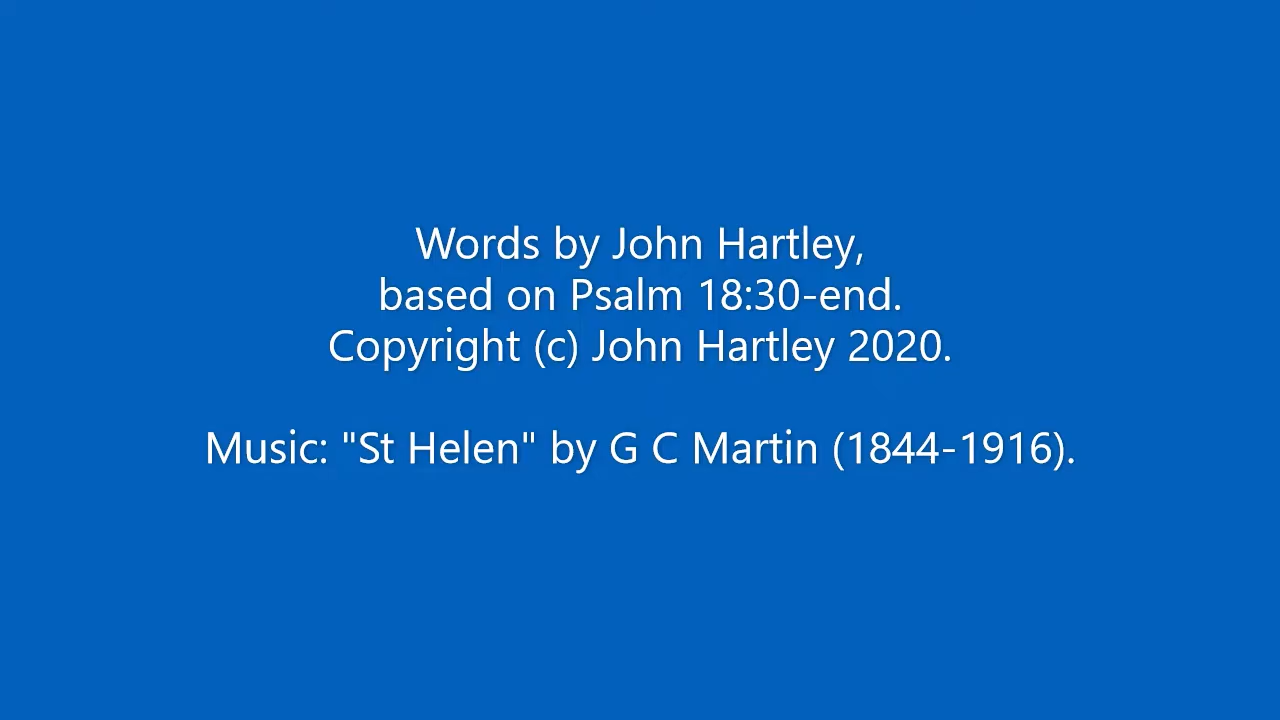 Words by John Hartley,
based on Psalm 18:30-end.
Copyright (c) John Hartley 2020.
Music: "St Helen" by G C Martin (1844-1916).